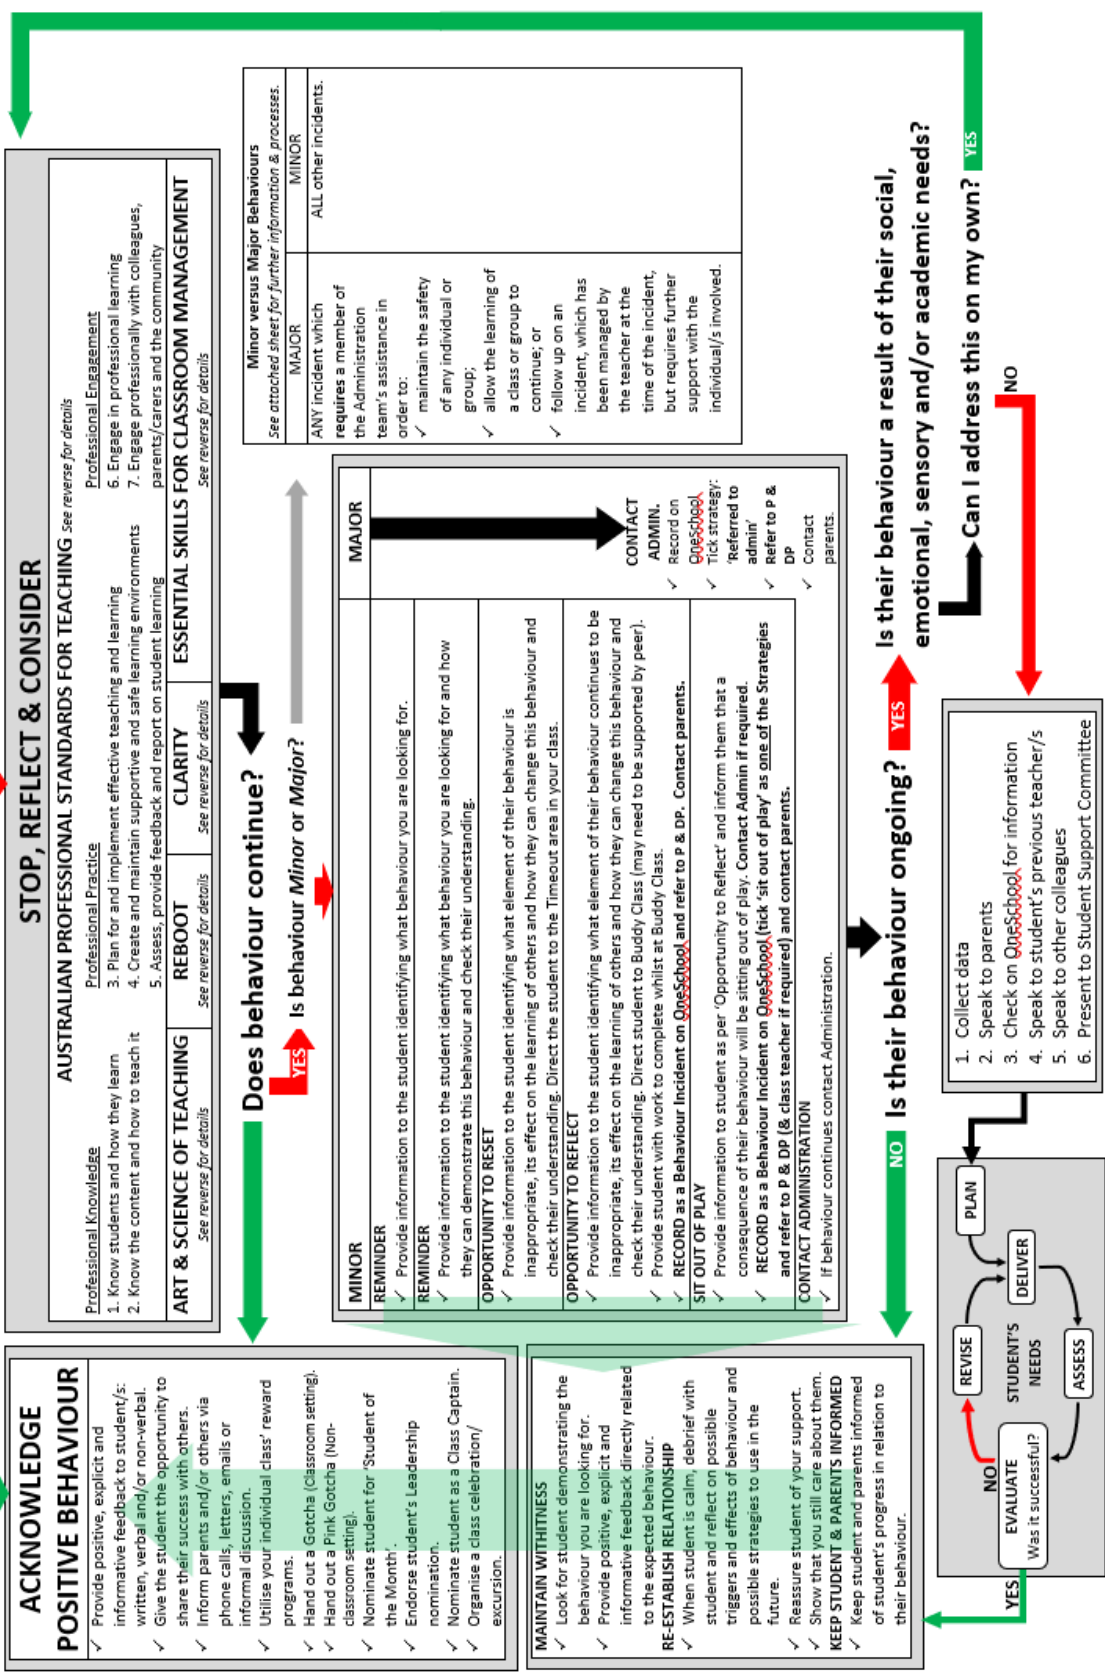 STOP, REFLECT & CONSIDER
AUSTRALIAN PROFESSIONAL STANDARDS FOR TEACHING See reverse for details
Professional Knowledge
1. Know students and how they learn
2. Know the content and how to teach it
Professional Practice
3. Plan for and implement effective teaching and learning
4. Create and maintain supportive and safe learning environments
5. Assess, provide feedback and report on student learning
Professional Engagement
6. Engage in professional learning
7. Engage professionally with colleagues,
parents/carers and the community
ART & SCIENCE OF TEACHING
See reverse for details
REBOOT
See reverse for details
CLARITY
See reverse for details
ESSENTIAL SKILLS FOR CLASSROOM MANAGEMENT
See reverse for details
ACKNOWLEDGE
POSITIVE BEHAVIOUR
✓ Provide positive, explicit and
informative feedback to student/s:
written, verbal and/or non-verbal.
✓ Give the student the opportunity to
share their success with others.
✓ Inform parents and/or others via
phone calls, letters, emails or
informal discussion.
✓ Utilise your individual class' reward
programs.
✓ Hand out a Gotcha (Classroom setting).
✓ Hand out a Pink Gotcha (Non-
classroom setting).
✓ Nominate student for 'Student of
the Month'.
✓ Endorse student's Leadership
nomination.
✓ Nominate student as a Class Captain.
✓ Organise a class celebration/
excursion.
Does behaviour continue?
YES
Is behaviour Minor or Major?
Minor versus Major Behaviours
See attached sheet for further information & processes.
MAJOR
ANY incident which
requires a member of
the Administration
team's assistance in
order to:
✓ maintain the safety
of any individual or
group;
✓ allow the learning of
a class or group to
continue; or
✓ follow up on an
incident, which has
been managed by
the teacher at the
time of the incident,
but requires further
support with the
individual/s involved.
MINOR
ALL other incidents.
MINOR
REMINDER
✓ Provide information to the student identifying what behaviour you are looking for.
REMINDER
✓ Provide information to the student identifying what behaviour you are looking for and how
they can demonstrate this behaviour and check their understanding.
OPPORTUNITY TO RESET
✓ Provide information to the student identifying what element of their behaviour is
inappropriate, its effect on the learning of others and how they can change this behaviour and
check their understanding. Direct the student to the Timeout area in your class.
OPPORTUNITY TO REFLECT
✓ Provide information to the student identifying what element of their behaviour continues to be
inappropriate, its effect on the learning of others and how they can change this behaviour and
check their understanding. Direct student to Buddy Class (may need to be supported by peer).
✓ Provide student with work to complete whilst at Buddy Class.
✓ RECORD as a Behaviour Incident on OneSchool and refer to P & DP. Contact parents.
SIT OUT OF PLAY
✓ Provide information to student as per 'Opportunity to Reflect' and inform them that a
consequence of their behaviour will be sitting out of play. Contact Admin if required.
✓ RECORD as a Behaviour Incident on OneSchool (tick 'sit out of play' as one of the Strategies
and refer to P & DP (& class teacher if required) and contact parents.
CONTACT ADMINISTRATION
✓ If behaviour continues contact Administration.
MAJOR
CONTACT
ADMIN.
✓ Record on
OneSchool
✓ Tick strategy:
'Referred to
admin'
✓ Refer to P &
DP
✓ Contact
parents.
MAINTAIN WITHITNESS
✓ Look for student demonstrating the
behaviour you are looking for.
✓ Provide positive, explicit and
informative feedback directly related
to the expected behaviour.
RE-ESTABLISH RELATIONSHIP
✓ When student is calm, debrief with
student and reflect on possible
triggers and effects of behaviour and
possible strategies to use in the
future.
✓ Reassure student of your support.
✓ Show that you still care about them.
KEEP STUDENT & PARENTS INFORMED
✓ Keep student and parents informed
of student's progress in relation to
their behaviour.
NO
Is their behaviour ongoing?
YES
Is their behaviour a result of their social,
emotional, sensory and/or academic needs?
Can I address this on my own?
YES
NO
1. Collect data
2. Speak to parents
3. Check on OneSchool for information
4. Speak to student's previous teacher/s
5. Speak to other colleagues
6. Present to Student Support Committee
PLAN
DELIVER
ASSESS
EVALUATE
Was it successful?
NO
REVISE
STUDENT'S
NEEDS
YES